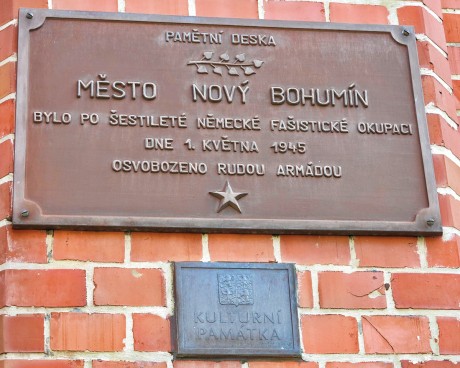 PAMĚTNÍ DESKA
MĚSTO NOVÝ BOHUMÍN
BYLO PO ŠESTILETÉ NĚMECKÉ FAŠISTICKÉ OKUPACI
DNE 1. KVĚTNA 1945
OSVOBOZENO RUDOU ARMÁDOU
KULTURNÍ
PAMÁTKA